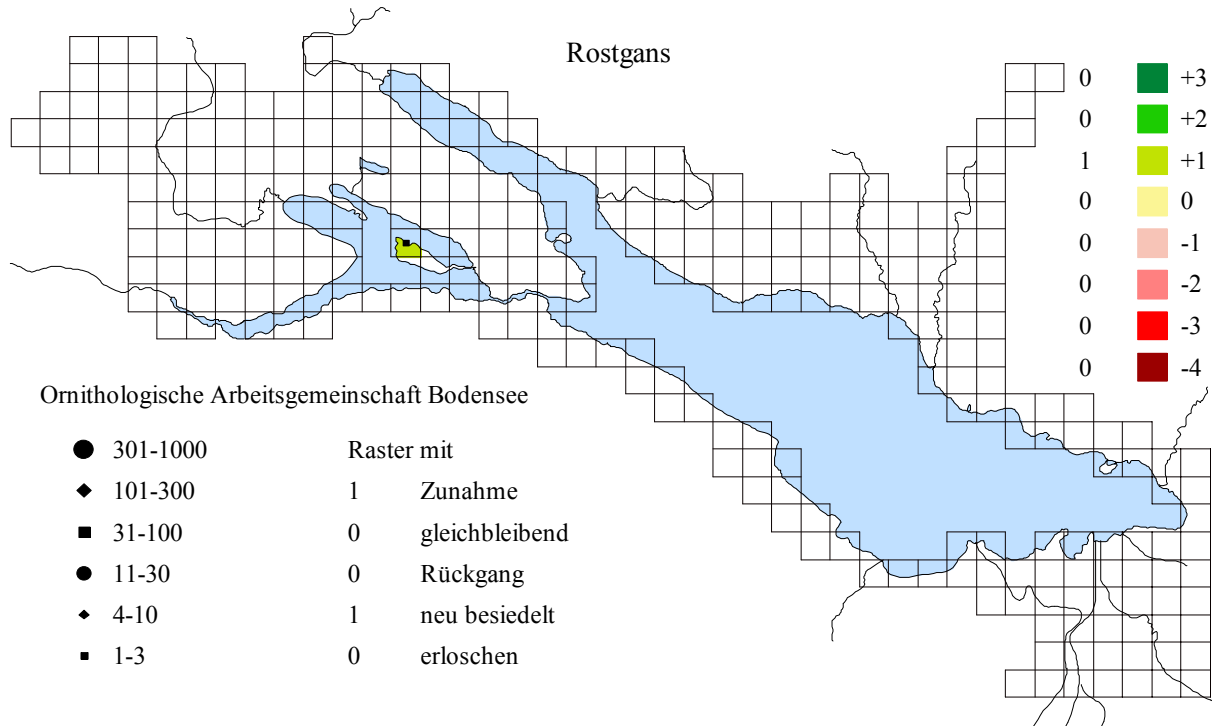 Rostgans
0 +3
0 +2
1 +1
0 0
0 -1
0 -2
0 -3
0 -4
Ornithologische Arbeitsgemeinschaft Bodensee
301-1000 Raster mit
101-300 1 Zunahme
31-100 0 gleichbleibend
11-30 0 Rückgang
4-10 1 neu besiedelt
1-3 0 erloschen